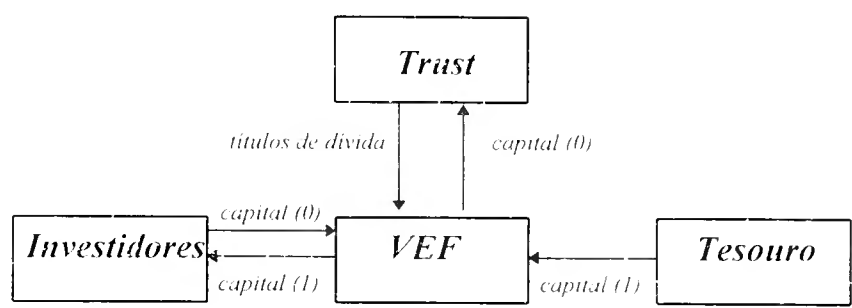 Trust
títulos de dívida
capital (0)
capital (0)
Investidores
VEF
Tesouro
capital (1)
capital (1)